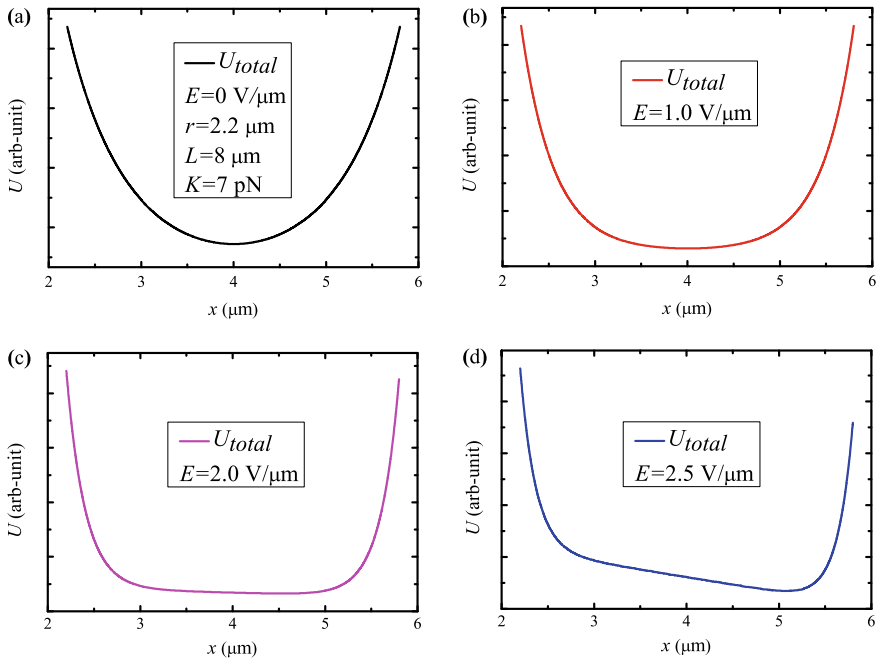 (a)
U (arb-unit)
U_total
E=0 V/μm
r=2.2 μm
L=8 μm
K=7 pN
2 3 4 5 6
x (μm)
(b)
U (arb-unit)
U_total
E=1.0 V/μm
2 3 4 5 6
x (μm)
(c)
U (arb-unit)
U_total
E=2.0 V/μm
2 3 4 5 6
x (μm)
(d)
U (arb-unit)
U_total
E=2.5 V/μm
2 3 4 5 6
x (μm)